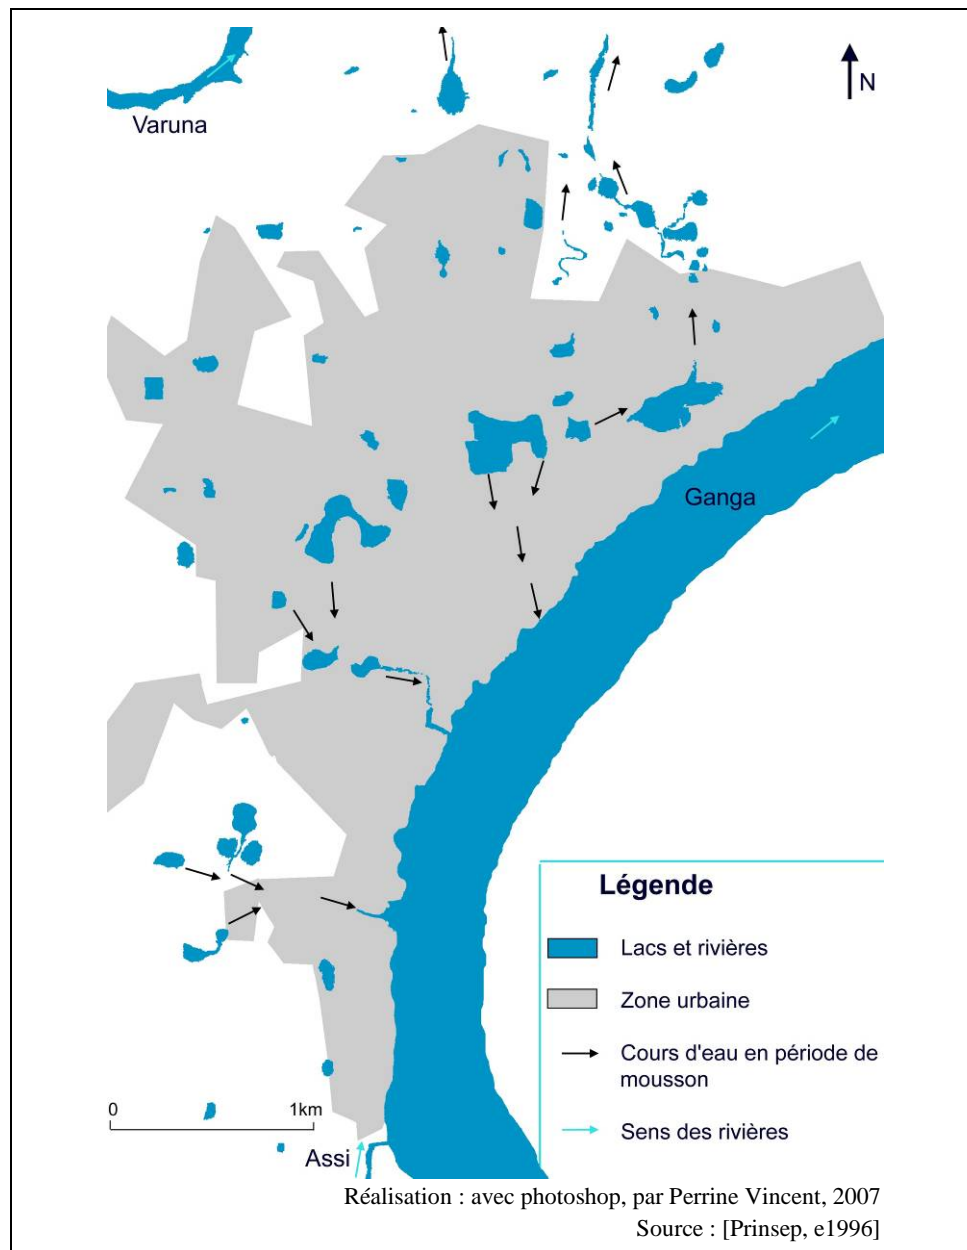 N
Varuna
Ganga
Légende
Lacs et rivières
Zone urbaine
Cours d'eau en période de
mousson
0 1km
Sens des rivières
Assi
Réalisation : avec photoshop, par Perrine Vincent, 2007
Source : [Prinsep, e1996]